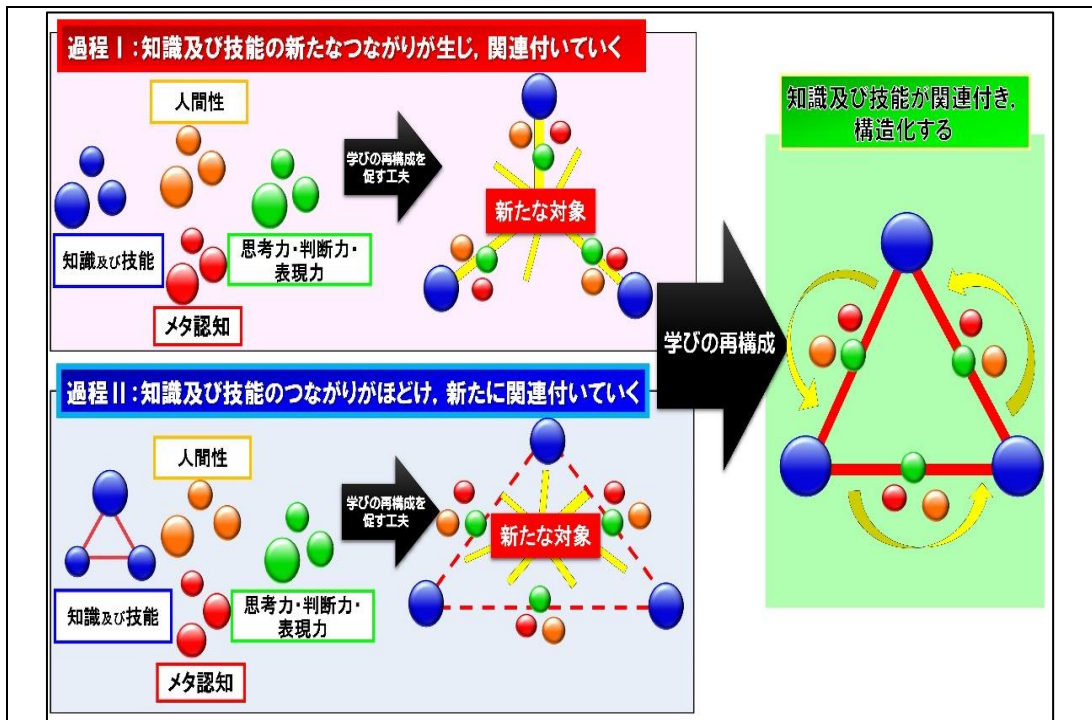 過程Ⅰ:知識及び技能の新たなつながりが生じ,関連付いていく
人間性
知識及び技能
思考力・判断力・
表現力
メタ認知
学びの再構成を
促す工夫
新たな対象
過程Ⅱ:知識及び技能のつながりがほどけ,新たに関連付いていく
人間性
知識及び技能
思考力・判断力・
表現力
メタ認知
学びの再構成を
促す工夫
新たな対象
学びの再構成
知識及び技能が関連付き,
構造化する